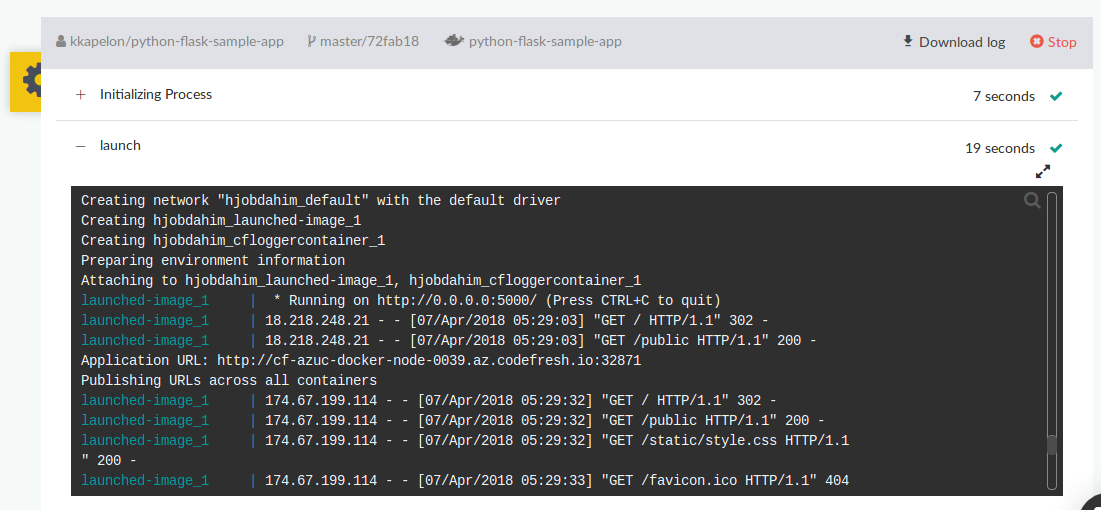 kkapelon/python-flask-sample-app master/72fab18 python-flask-sample-app Download log Stop
+ Initializing Process 7 seconds
− launch 19 seconds
Creating network "hjobdahim_default" with the default driver
Creating hjobdahim_launched-image_1
Creating hjobdahim_cfloggercontainer_1
Preparing environment information
Attaching to hjobdahim_launched-image_1, hjobdahim_cfloggercontainer_1
launched-image_1 | * Running on http://0.0.0.0:5000/ (Press CTRL+C to quit)
launched-image_1 | 18.218.248.21 - - [07/Apr/2018 05:29:03] "GET / HTTP/1.1" 302 -
launched-image_1 | 18.218.248.21 - - [07/Apr/2018 05:29:03] "GET /public HTTP/1.1" 200 -
Application URL: http://cf-azuc-docker-node-0039.az.codefresh.io:32871
Publishing URLs across all containers
launched-image_1 | 174.67.199.114 - - [07/Apr/2018 05:29:32] "GET / HTTP/1.1" 302 -
launched-image_1 | 174.67.199.114 - - [07/Apr/2018 05:29:32] "GET /public HTTP/1.1" 200 -
launched-image_1 | 174.67.199.114 - - [07/Apr/2018 05:29:32] "GET /static/style.css HTTP/1.1
" 200 -
launched-image_1 | 174.67.199.114 - - [07/Apr/2018 05:29:33] "GET /favicon.ico HTTP/1.1" 404